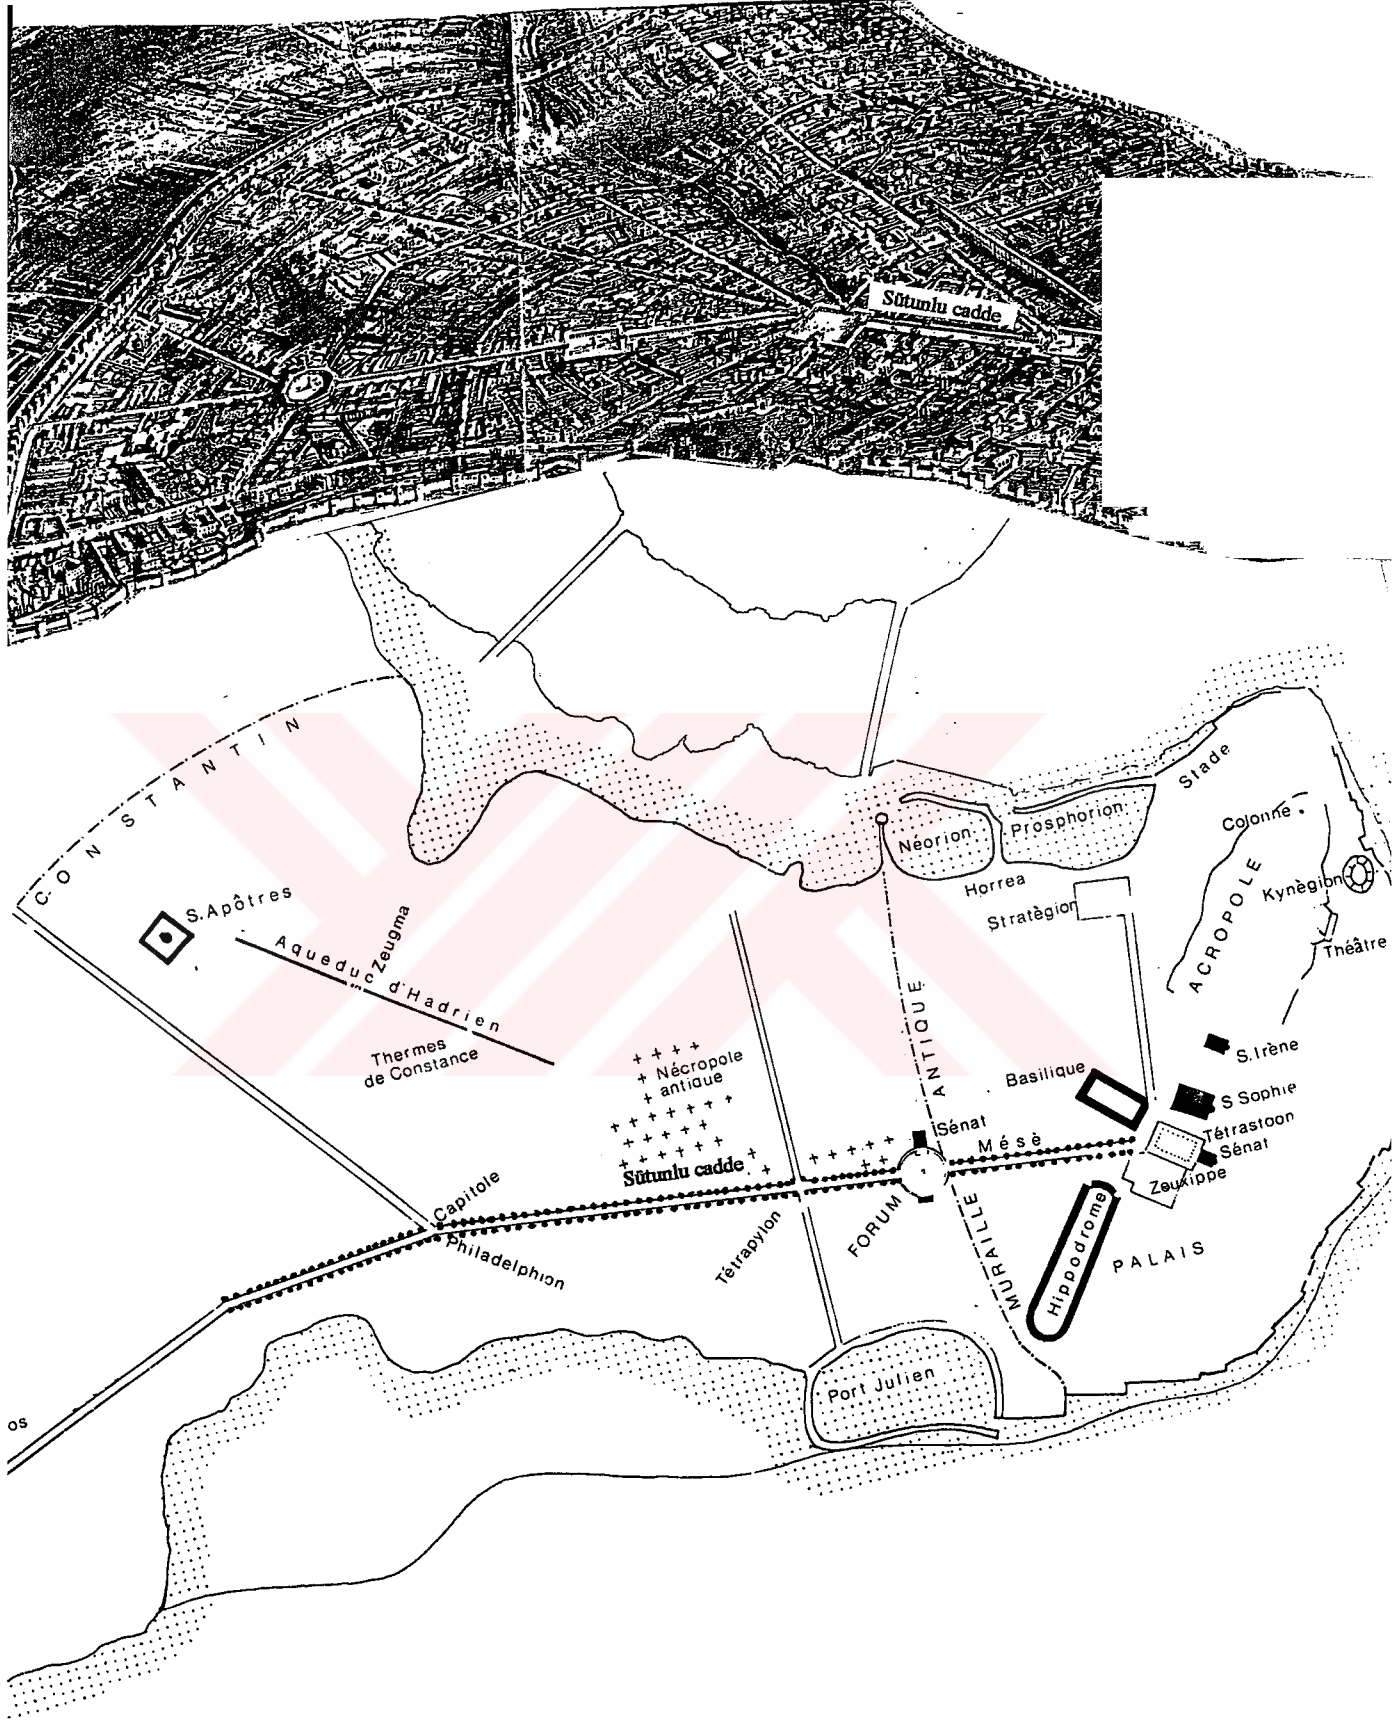 Sütunlu cadde
CONSTANTIN
Stade
Colonne
Néorion
Prosphorion
ACROPOLE
Kynègion
Horrea
Stratègion
S.Apôtres
Zeugma
Aqueduc d'Hadrien
Théâtre
ANTIQUE
Thermes
de Constance
Nécropole
antique
S.Irène
Basilique
S Sophie
Tétrastoon
Sénat
Sénat
Mésè
Sütunlu cadde
Zeuxippe
Capitole
Philadelphion
Tétrapylon
FORUM
MURAILLE
Hippodrome
PALAIS
Port Julien
os